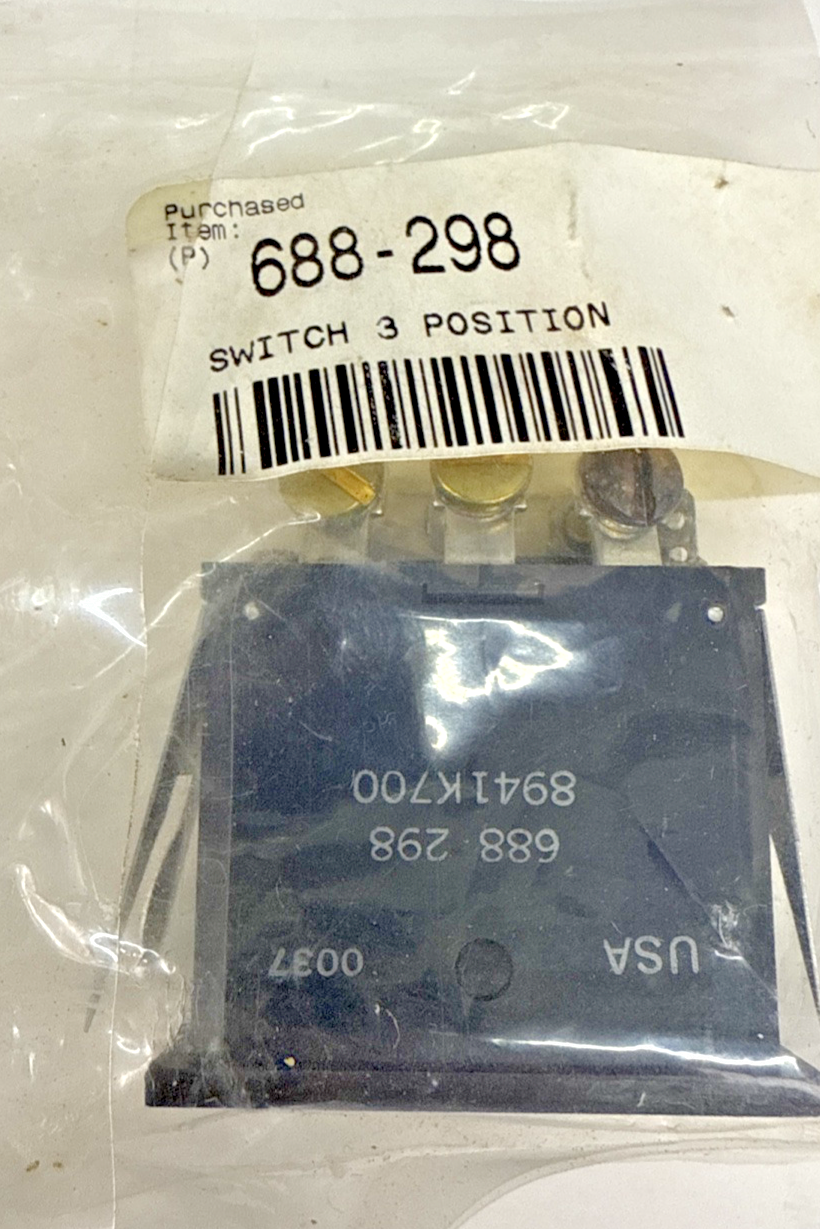 Purchased
Item:
(P) 688-298
SWITCH 3 POSITION
8941K700
688 298
USA 0037